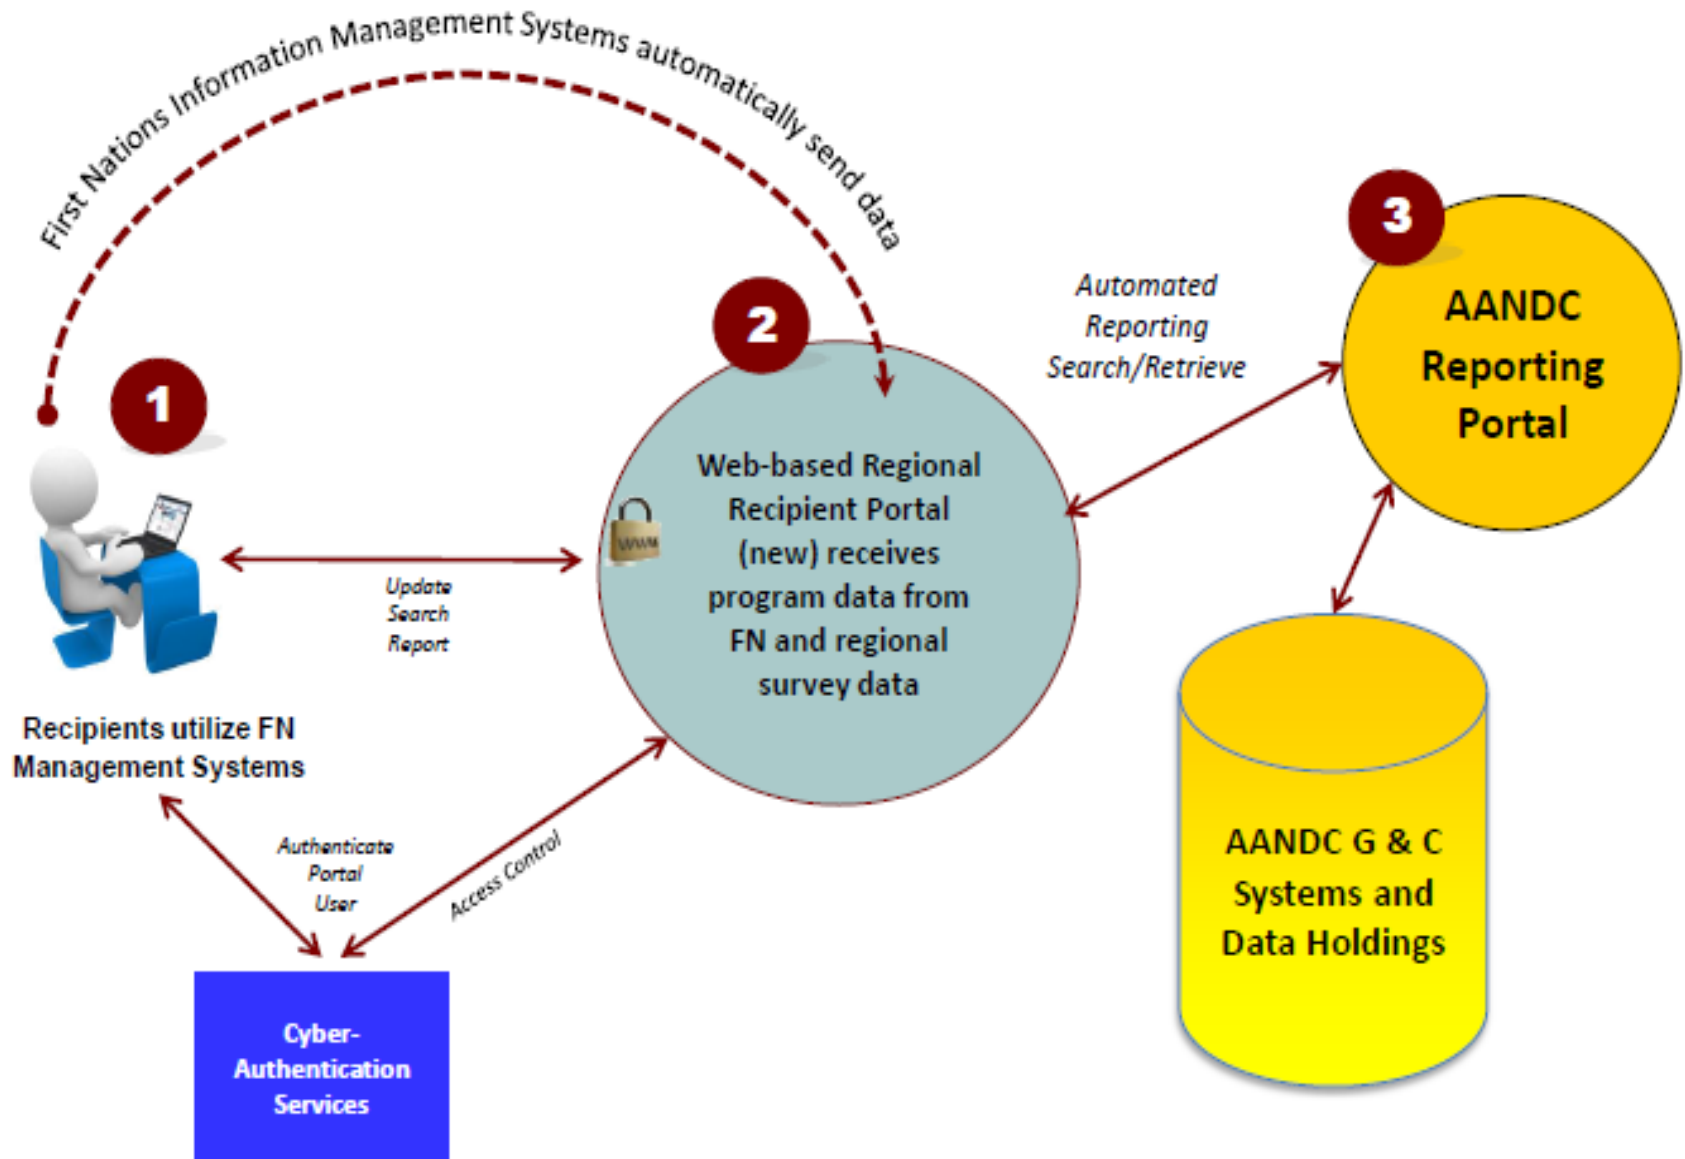 First Nations Information Management Systems automatically send data
1
2
3
Automated
Reporting
Search/Retrieve
AANDC
Reporting
Portal
Web-based Regional
Recipient Portal
(new) receives
program data from
FN and regional
survey data
WWW
Update
Search
Report
Recipients utilize FN
Management Systems
Authenticate
Portal
User
Access Control
AANDC G & C
Systems and
Data Holdings
Cyber-
Authentication
Services